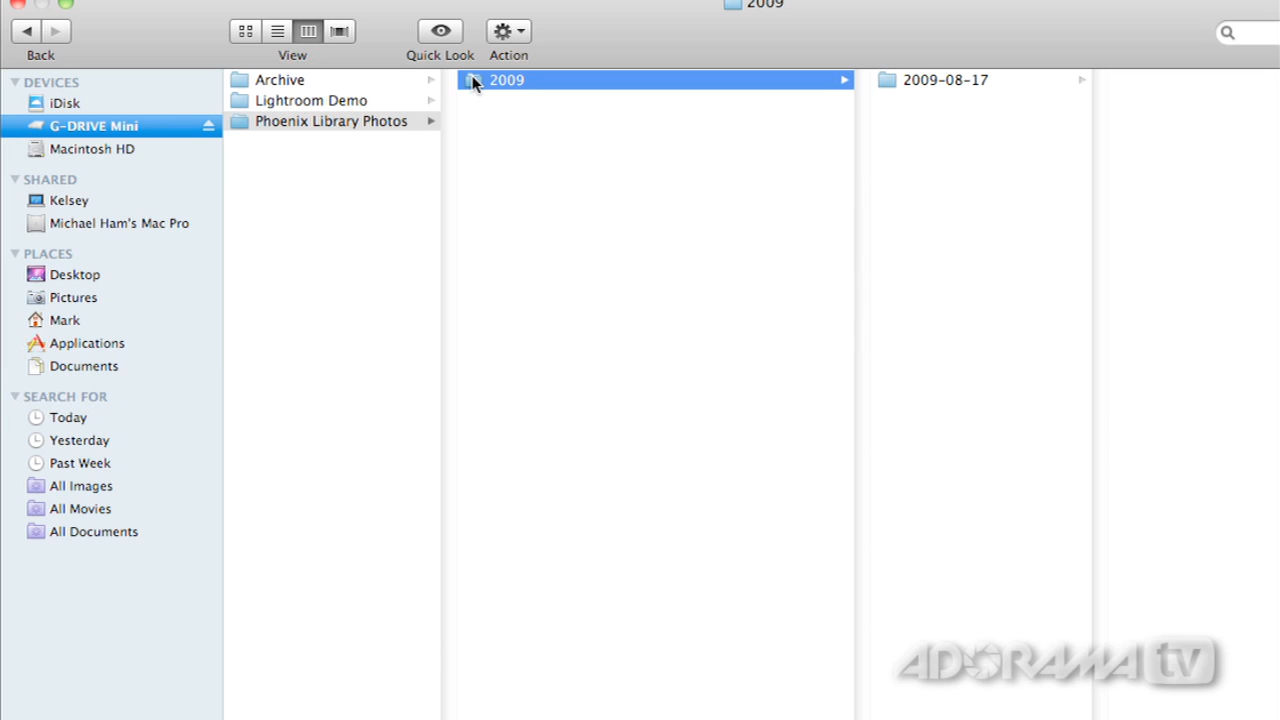 2009
Back
View
Quick Look
Action
DEVICES
iDisk
G-DRIVE Mini
Macintosh HD
SHARED
Kelsey
Michael Ham's Mac Pro
PLACES
Desktop
Pictures
Mark
Applications
Documents
SEARCH FOR
Today
Yesterday
Past Week
All Images
All Movies
All Documents
Archive
Lightroom Demo
Phoenix Library Photos
2009
2009-08-17
ADORAMA tv